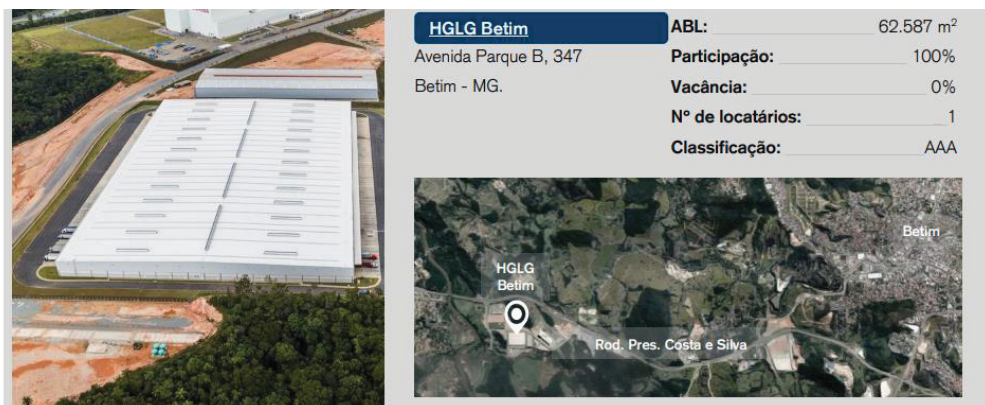 HGLG Betim
Avenida Parque B, 347
Betim - MG.
ABL: 62.587 m²
Participação: 100%
Vacância: 0%
N° de locatários: 1
Classificação: AAA
Betim
HGLG
Betim
Rod. Pres. Costa e Silva